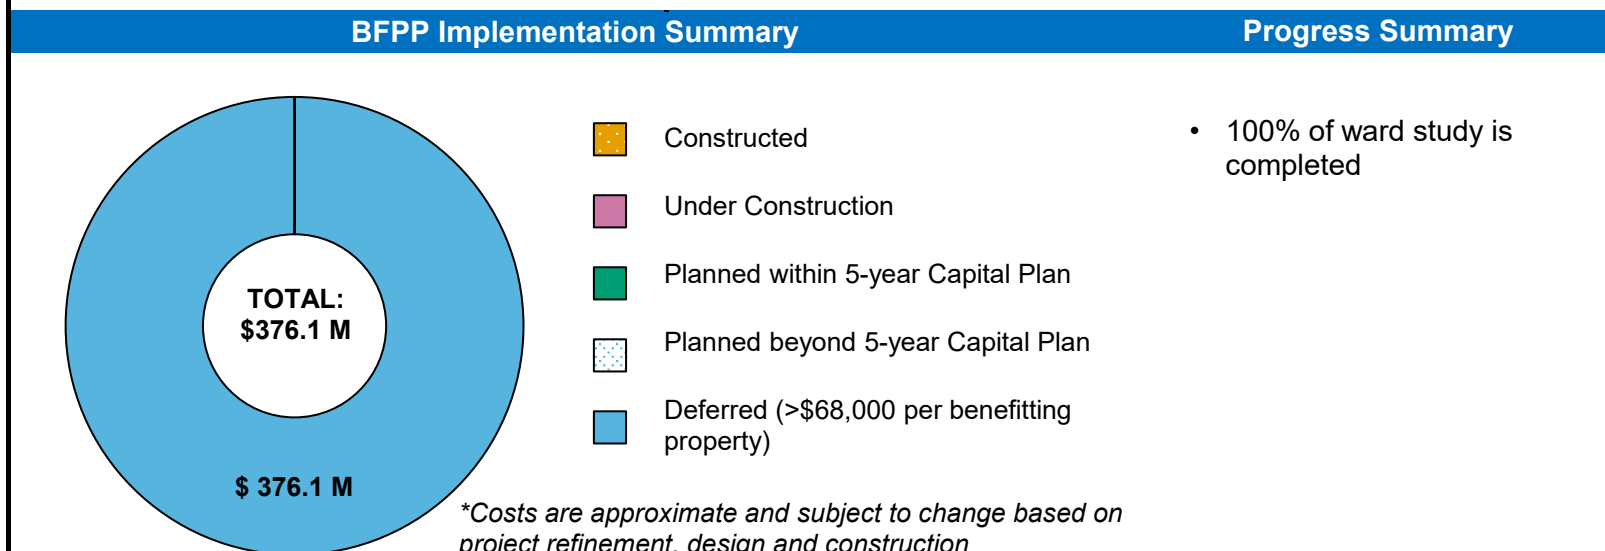 BFPP Implementation Summary
Progress Summary
TOTAL:
$376.1 M
$ 376.1 M
Constructed
Under Construction
Planned within 5-year Capital Plan
Planned beyond 5-year Capital Plan
Deferred (>$68,000 per benefitting
property)
*Costs are approximate and subject to change based on
project refinement, design and construction
• 100% of ward study is
completed